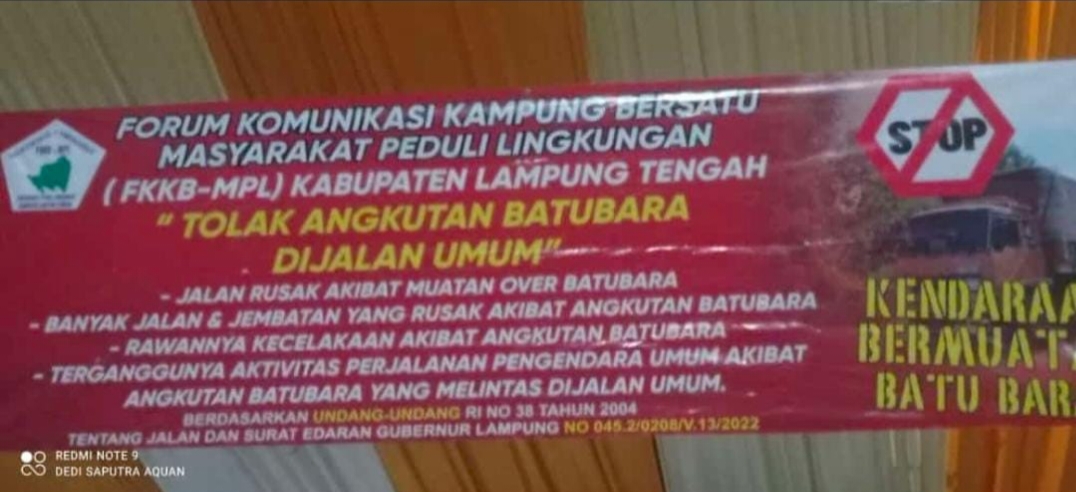 FORUM KOMUNIKASI KAMPUNG BERSATU
MASYARAKAT PEDULI LINGKUNGAN
(FKKB-MPL) KABUPATEN LAMPUNG TENGAH
" TOLAK ANGKUTAN BATUBARA
DIJALAN UMUM"
- JALAN RUSAK AKIBAT MUATAN OVER BATUBARA
- BANYAK JALAN & JEMBATAN YANG RUSAK AKIBAT ANGKUTAN BATUBARA
- RAWANNYA KECELAKAAN AKIBAT ANGKUTAN BATUBARA
- TERGANGGUNYA AKTIVITAS PERJALANAN PENGENDARA UMUM AKIBAT
ANGKUTAN BATUBARA YANG MELINTAS DIJALAN UMUM.
BERDASARKAN UNDANG-UNDANG RI NO 38 TAHUN 2004
TENTANG JALAN DAN SURAT EDARAN GUBERNUR LAMPUNG NO 045.2/0208/V.13/2022
STOP
KENDARAA
BERMUAT
BATU BAR
REDMI NOTE 9
DEDI SAPUTRA AQUAN